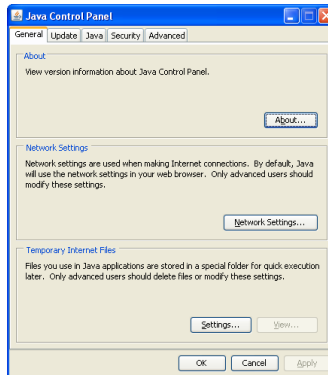 Java Control Panel
General Update Java Security Advanced
About
View version information about Java Control Panel.
About...
Network Settings
Network settings are used when making Internet connections. By default, Java
will use the network settings in your web browser. Only advanced users should
modify these settings.
Network Settings...
Temporary Internet Files
Files you use in Java applications are stored in a special folder for quick execution
later. Only advanced users should delete files or modify these settings.
Settings... View...
OK Cancel Apply